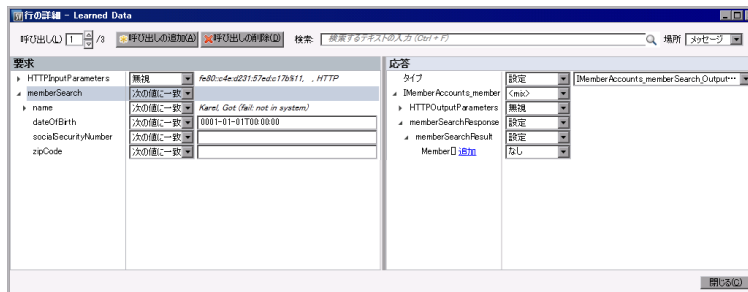 行の詳細 - Learned Data
呼び出し(L) 1 /3 呼び出しの追加(A) 呼び出しの削除(D) 検索: 検索するテキストの入力 (Ctrl + F) 場所 メッセージ
要求 応答
HTTPInputParameters 無視 fe80::c4e:d231:57ed:c17b%11, , HTTP タイプ 設定 IMemberAccounts_memberSearch_Output…
memberSearch 次の値に一致 IMemberAccounts_member <mix>
name 次の値に一致 Karel, Got (fail: not in system) HTTPOutputParameters 無視
dateOfBirth 次の値に一致 0001-01-01T00:00:00 memberSearchResponse 設定
socialSecurityNumber 次の値に一致 memberSearchResult 設定
zipCode 次の値に一致 Member[] 追加 なし
閉じる(C)